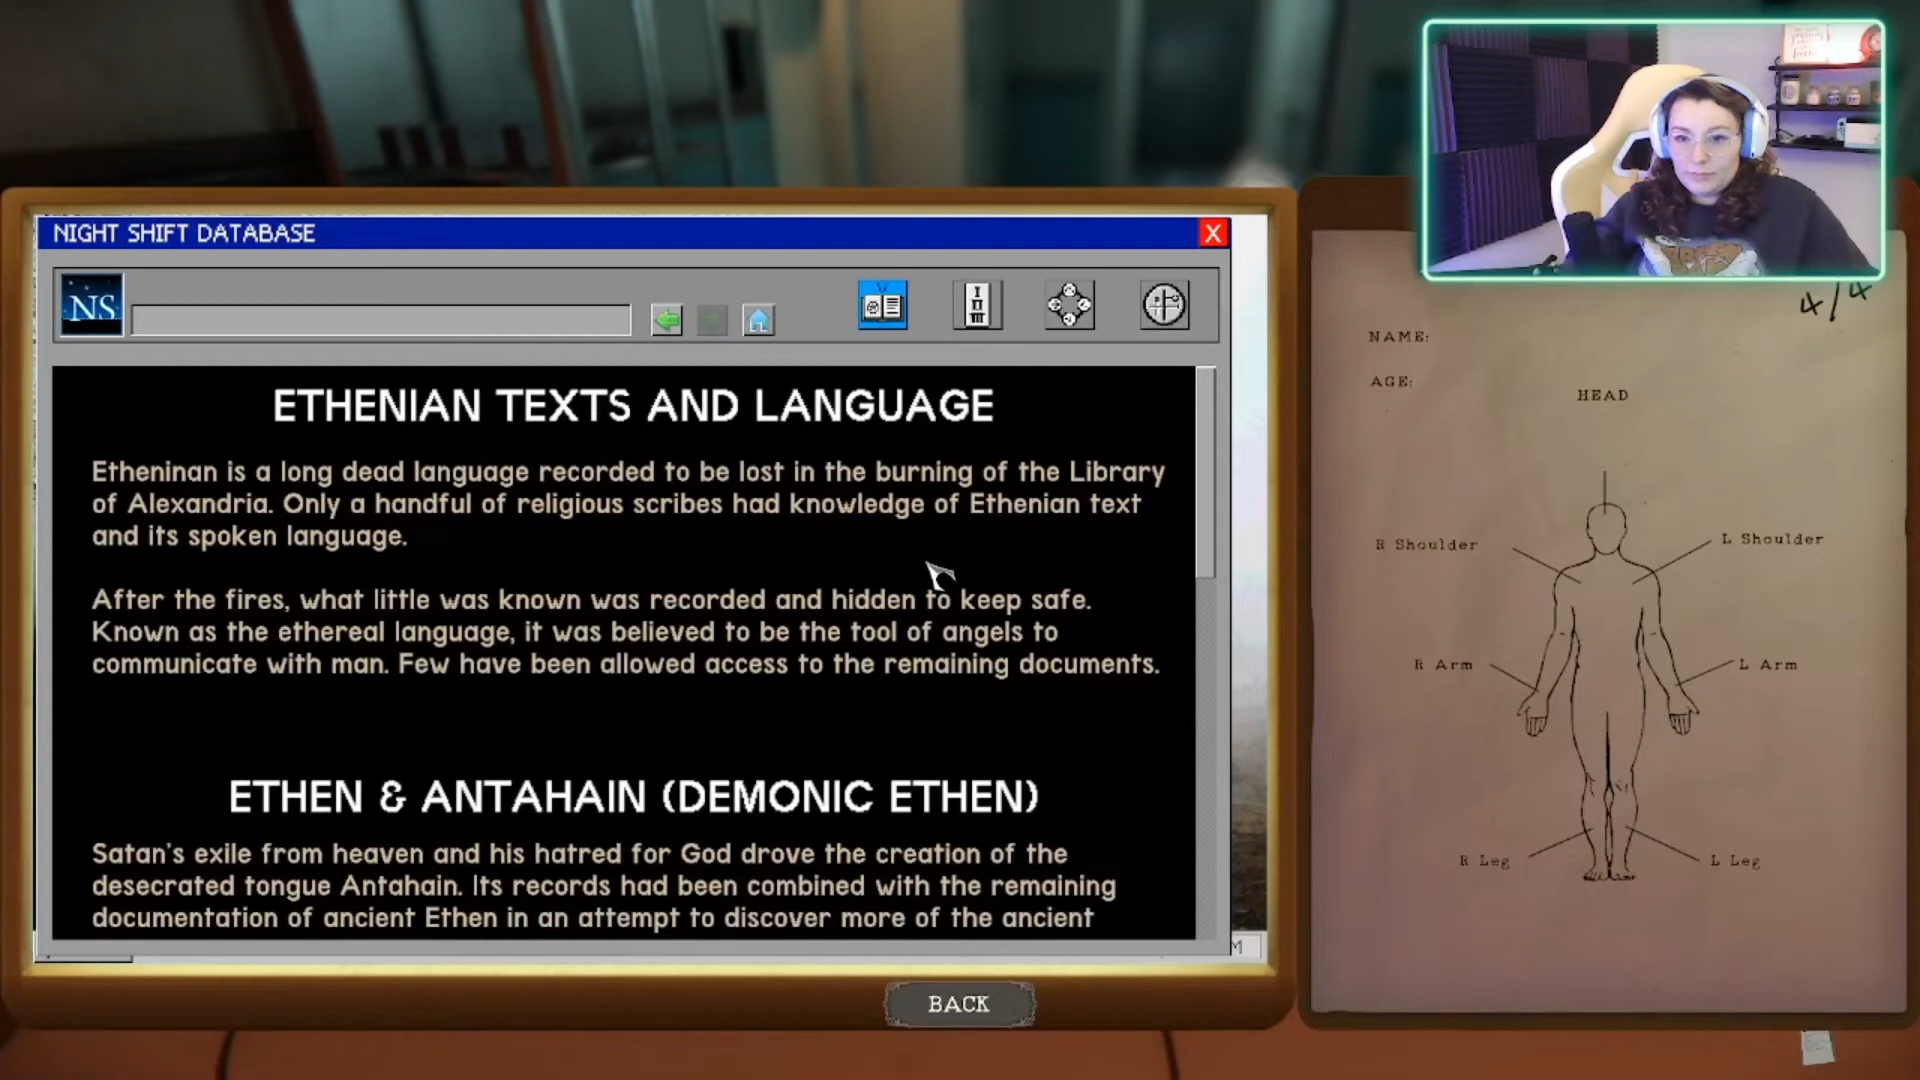 NIGHT SHIFT DATABASE
X
NS
I
II
III
ETHENIAN TEXTS AND LANGUAGE
Etheninan is a long dead language recorded to be lost in the burning of the Library
of Alexandria. Only a handful of religious scribes had knowledge of Ethenian text
and its spoken language.
After the fires, what little was known was recorded and hidden to keep safe.
Known as the ethereal language, it was believed to be the tool of angels to
communicate with man. Few have been allowed access to the remaining documents.
ETHEN & ANTAHAIN (DEMONIC ETHEN)
Satan's exile from heaven and his hatred for God drove the creation of the
desecrated tongue Antahain. Its records had been combined with the remaining
documentation of ancient Ethen in an attempt to discover more of the ancient
M
BACK
4/4
NAME:
AGE:
HEAD
R Shoulder
L Shoulder
R Arm
L Arm
R Leg
L Leg